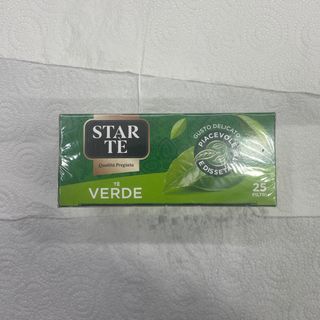 STAR
TE
Qualità Pregiata
TÈ
VERDE
GUSTO DELICATO
PIACEVOLE
E DISSETANTE
25
FILTRI